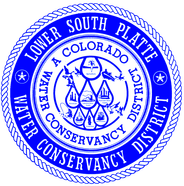 LOWER SOUTH PLATTE
WATER CONSERVANCY DISTRICT
A COLORADO
WATER CONSERVANCY DISTRICT